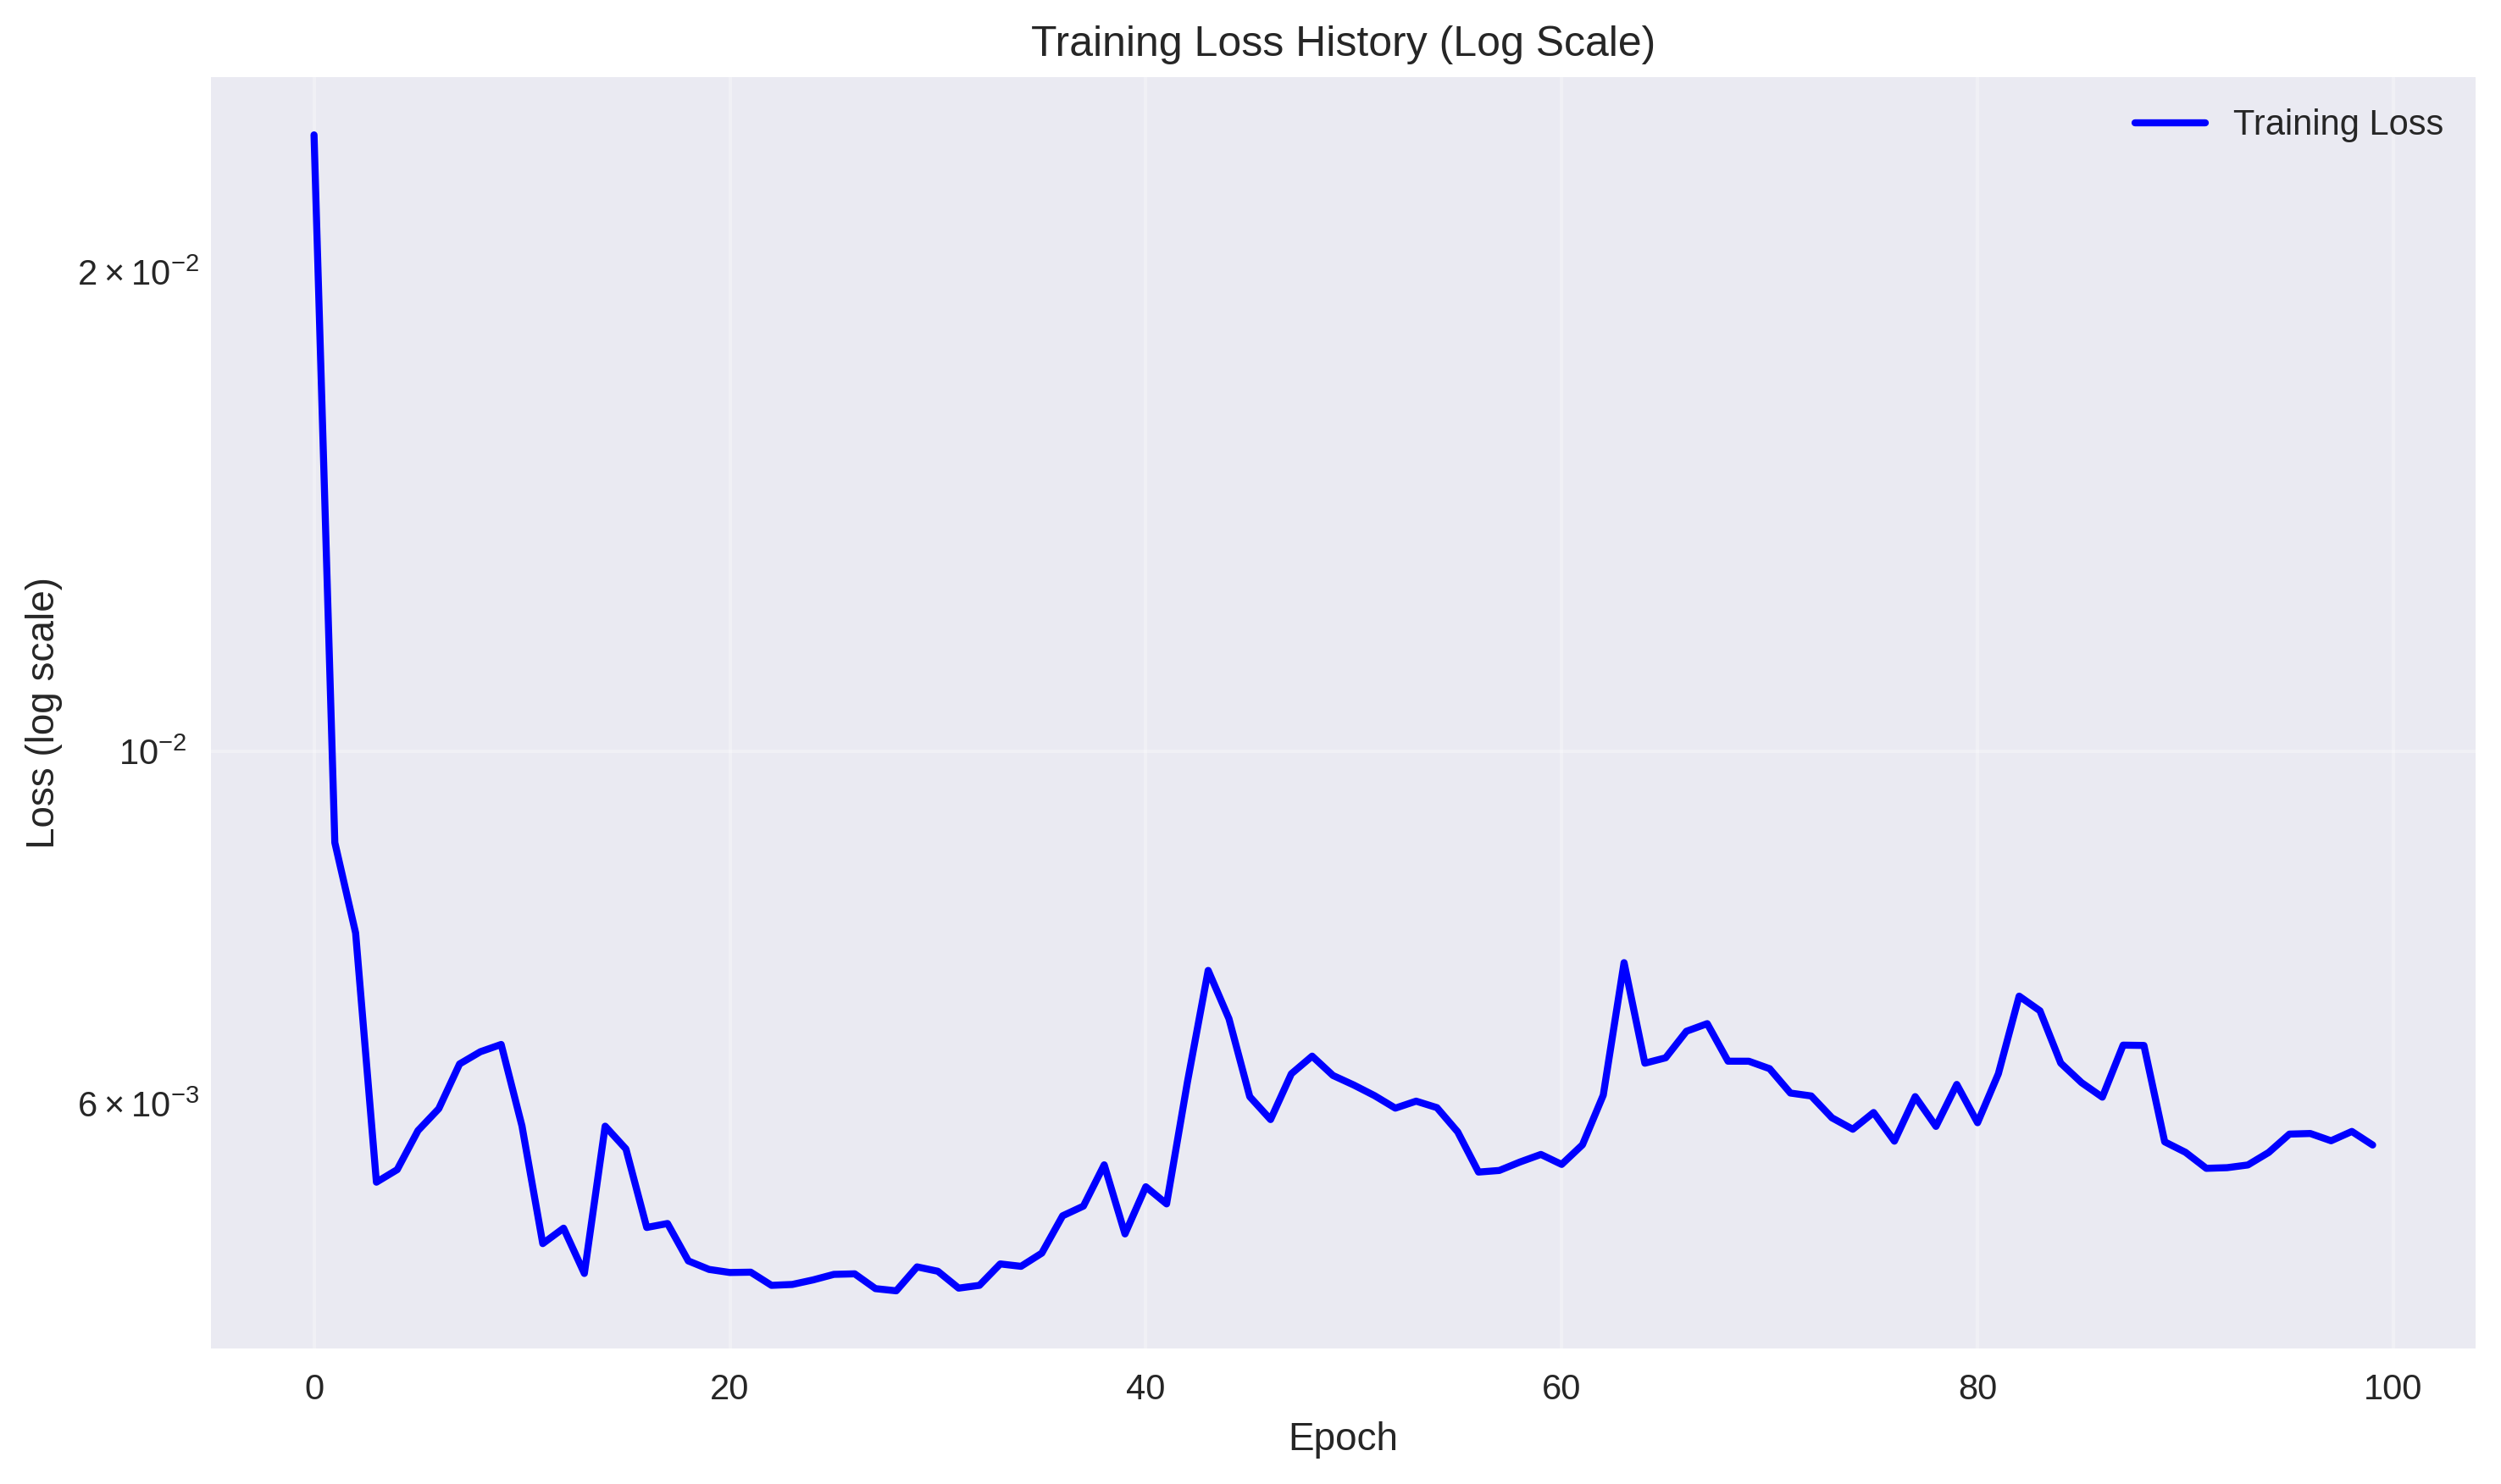 Training Loss History (Log Scale)
Training Loss
2 × 10⁻²
10⁻²
6 × 10⁻³
Loss (log scale)
0 20 40 60 80 100
Epoch